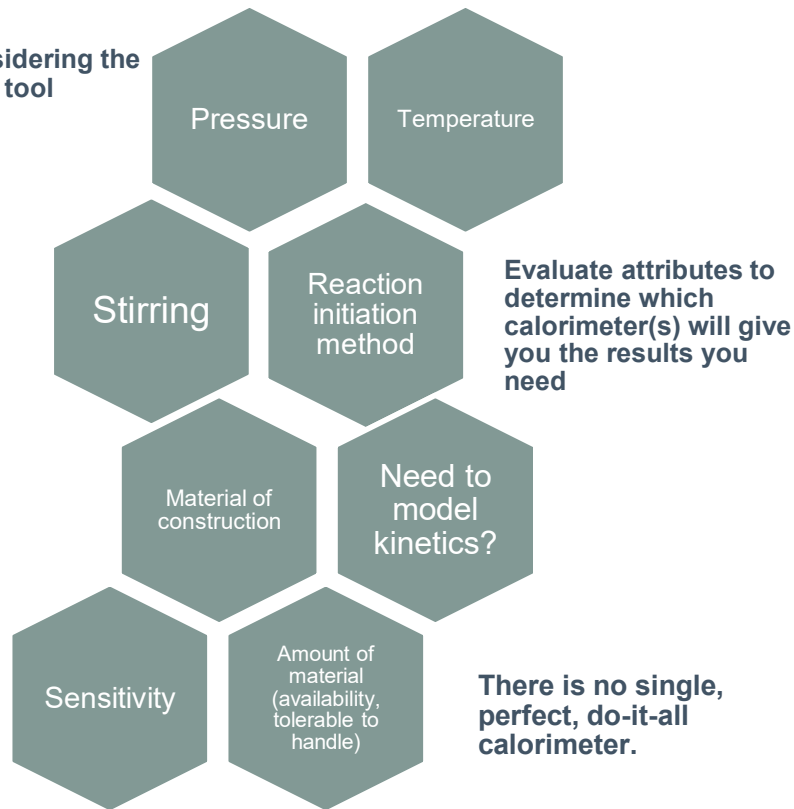 sidering the
tool
Pressure
Temperature
Stirring
Reaction
initiation
method
Evaluate attributes to
determine which
calorimeter(s) will give
you the results you
need
Material of
construction
Need to
model
kinetics?
Sensitivity
Amount of
material
(availability,
tolerable to
handle)
There is no single,
perfect, do-it-all
calorimeter.